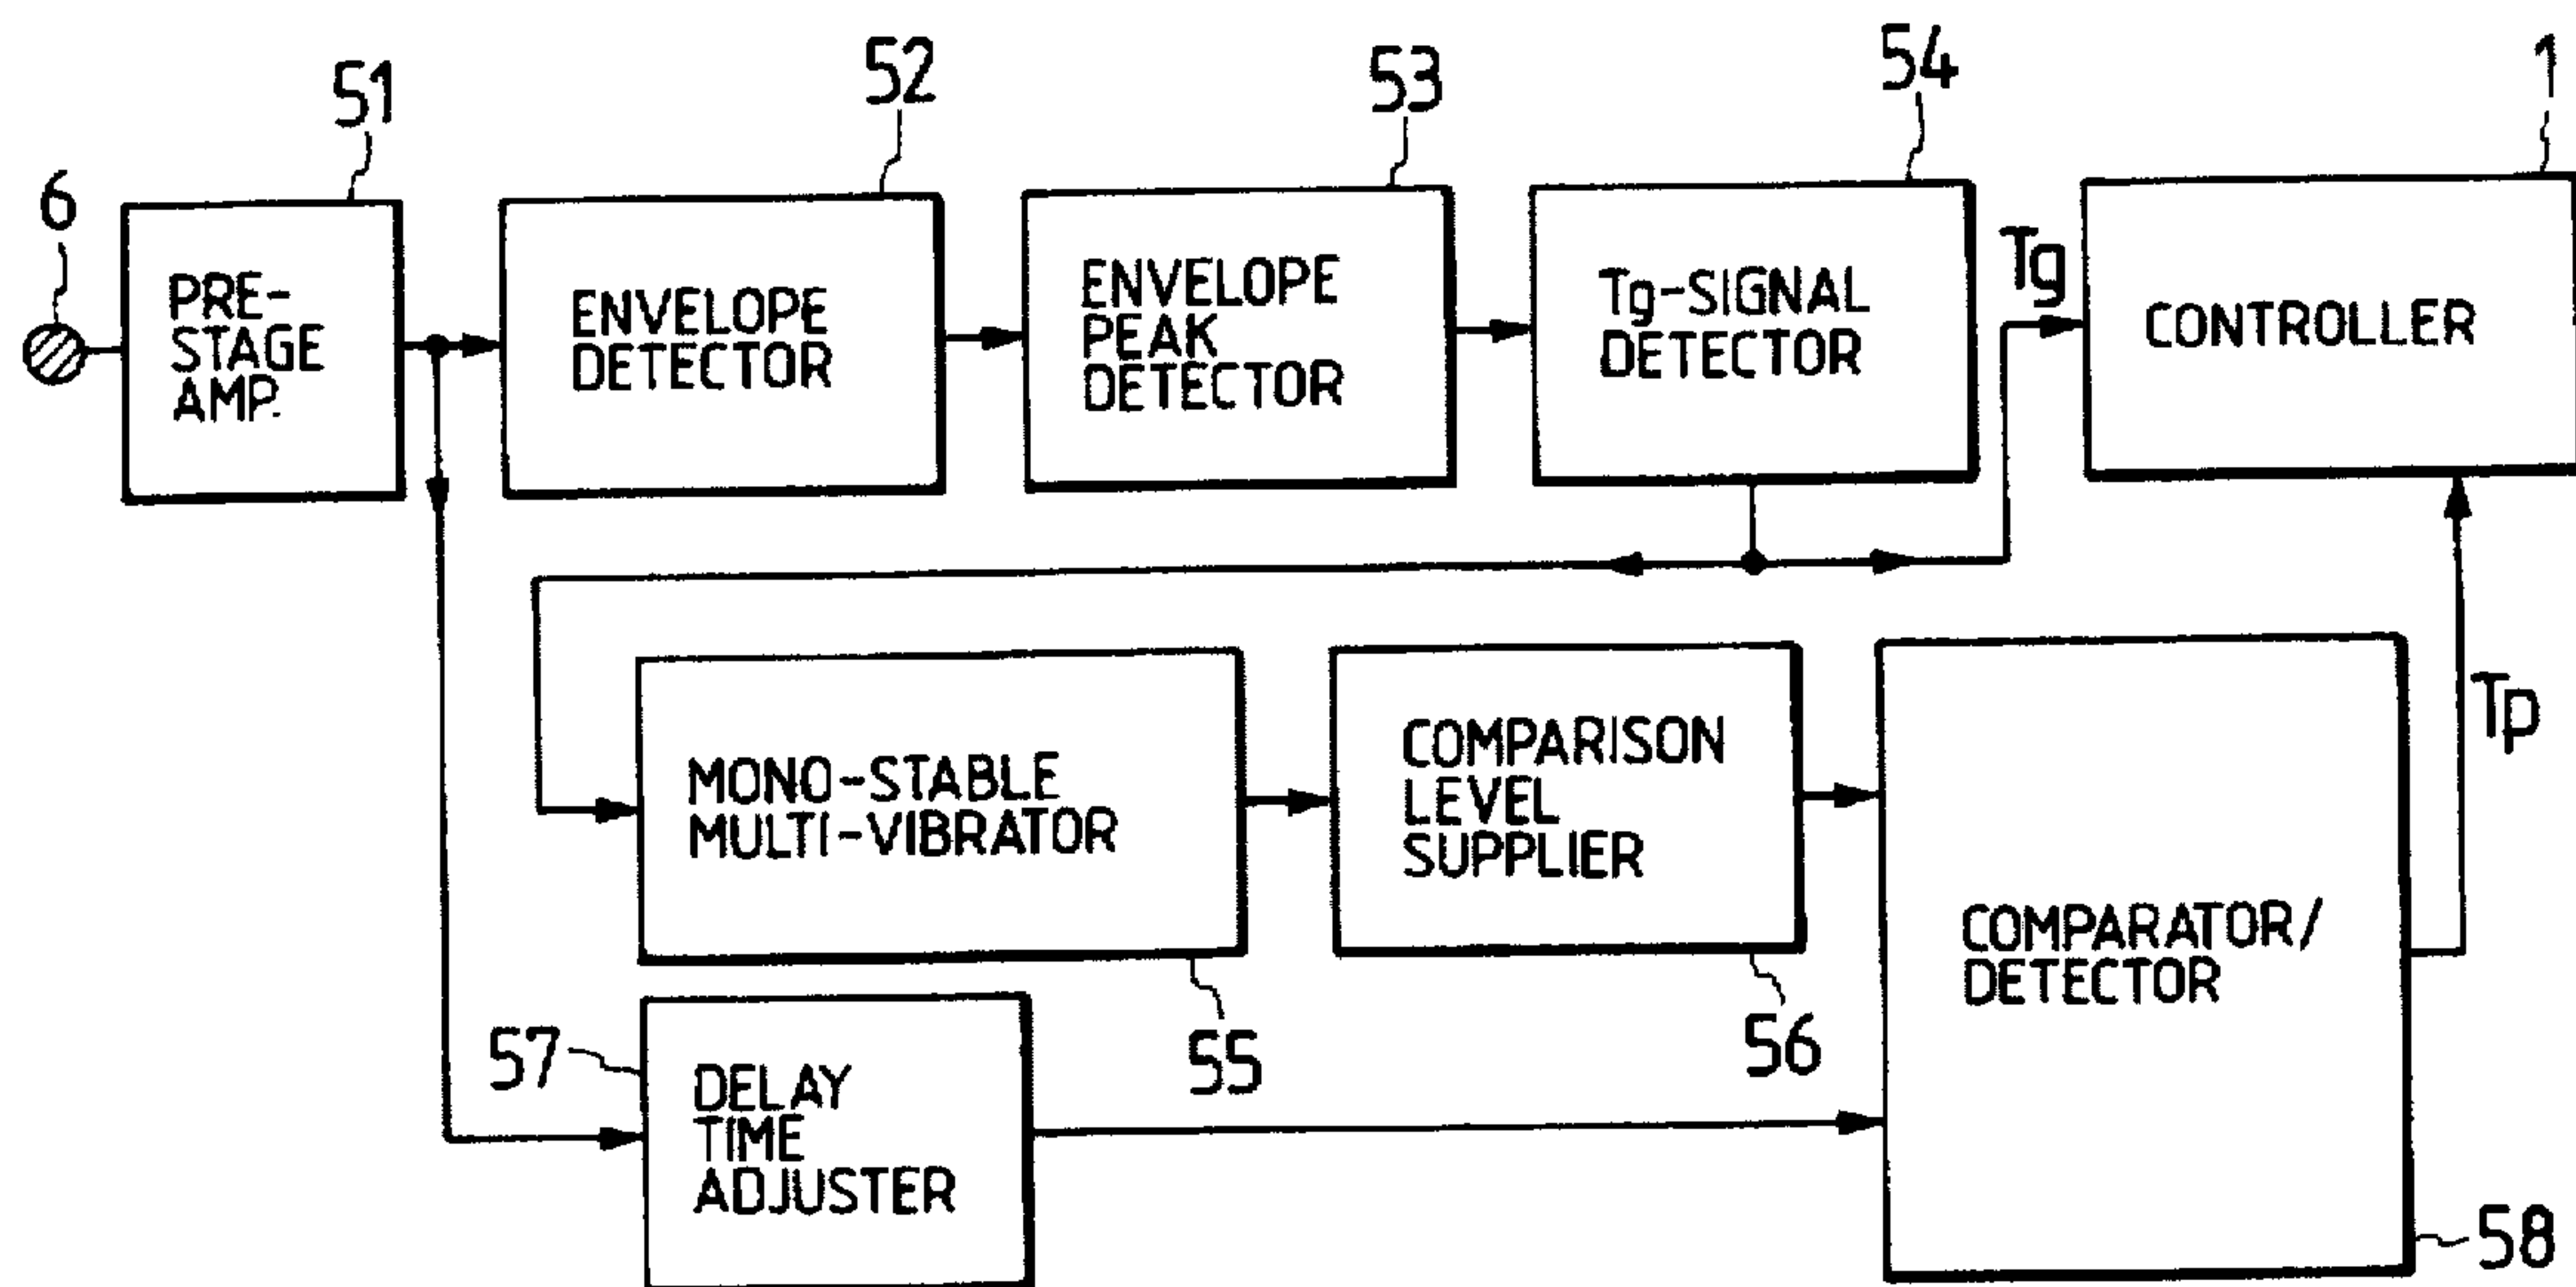 6
51
PRE-
STAGE
AMP.
52
ENVELOPE
DETECTOR
53
ENVELOPE
PEAK
DETECTOR
54
Tg-SIGNAL
DETECTOR
Tg
1
CONTROLLER
MONO-STABLE
MULTI-VIBRATOR
55
COMPARISON
LEVEL
SUPPLIER
56
COMPARATOR/
DETECTOR
Tp
57
DELAY
TIME
ADJUSTER
58